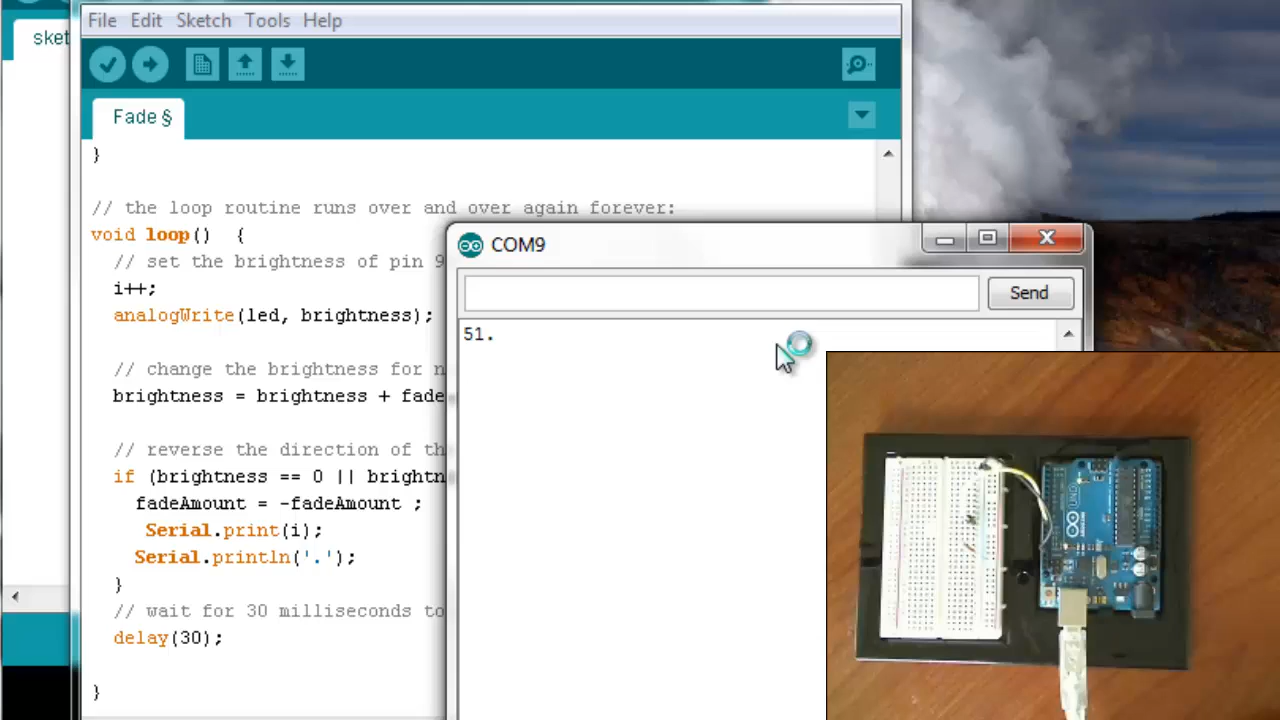 sket
File Edit Sketch Tools Help
Fade §
}
// the loop routine runs over and over again forever:
void loop() {
// set the brightness of pin 9
i++;
analogWrite(led, brightness);
// change the brightness for n
brightness = brightness + fade
// reverse the direction of th
if (brightness == 0 || brightn
fadeAmount = -fadeAmount ;
Serial.print(i);
Serial.println('.');
}
// wait for 30 milliseconds to
delay(30);
}
COM9
Send
51.
UNO